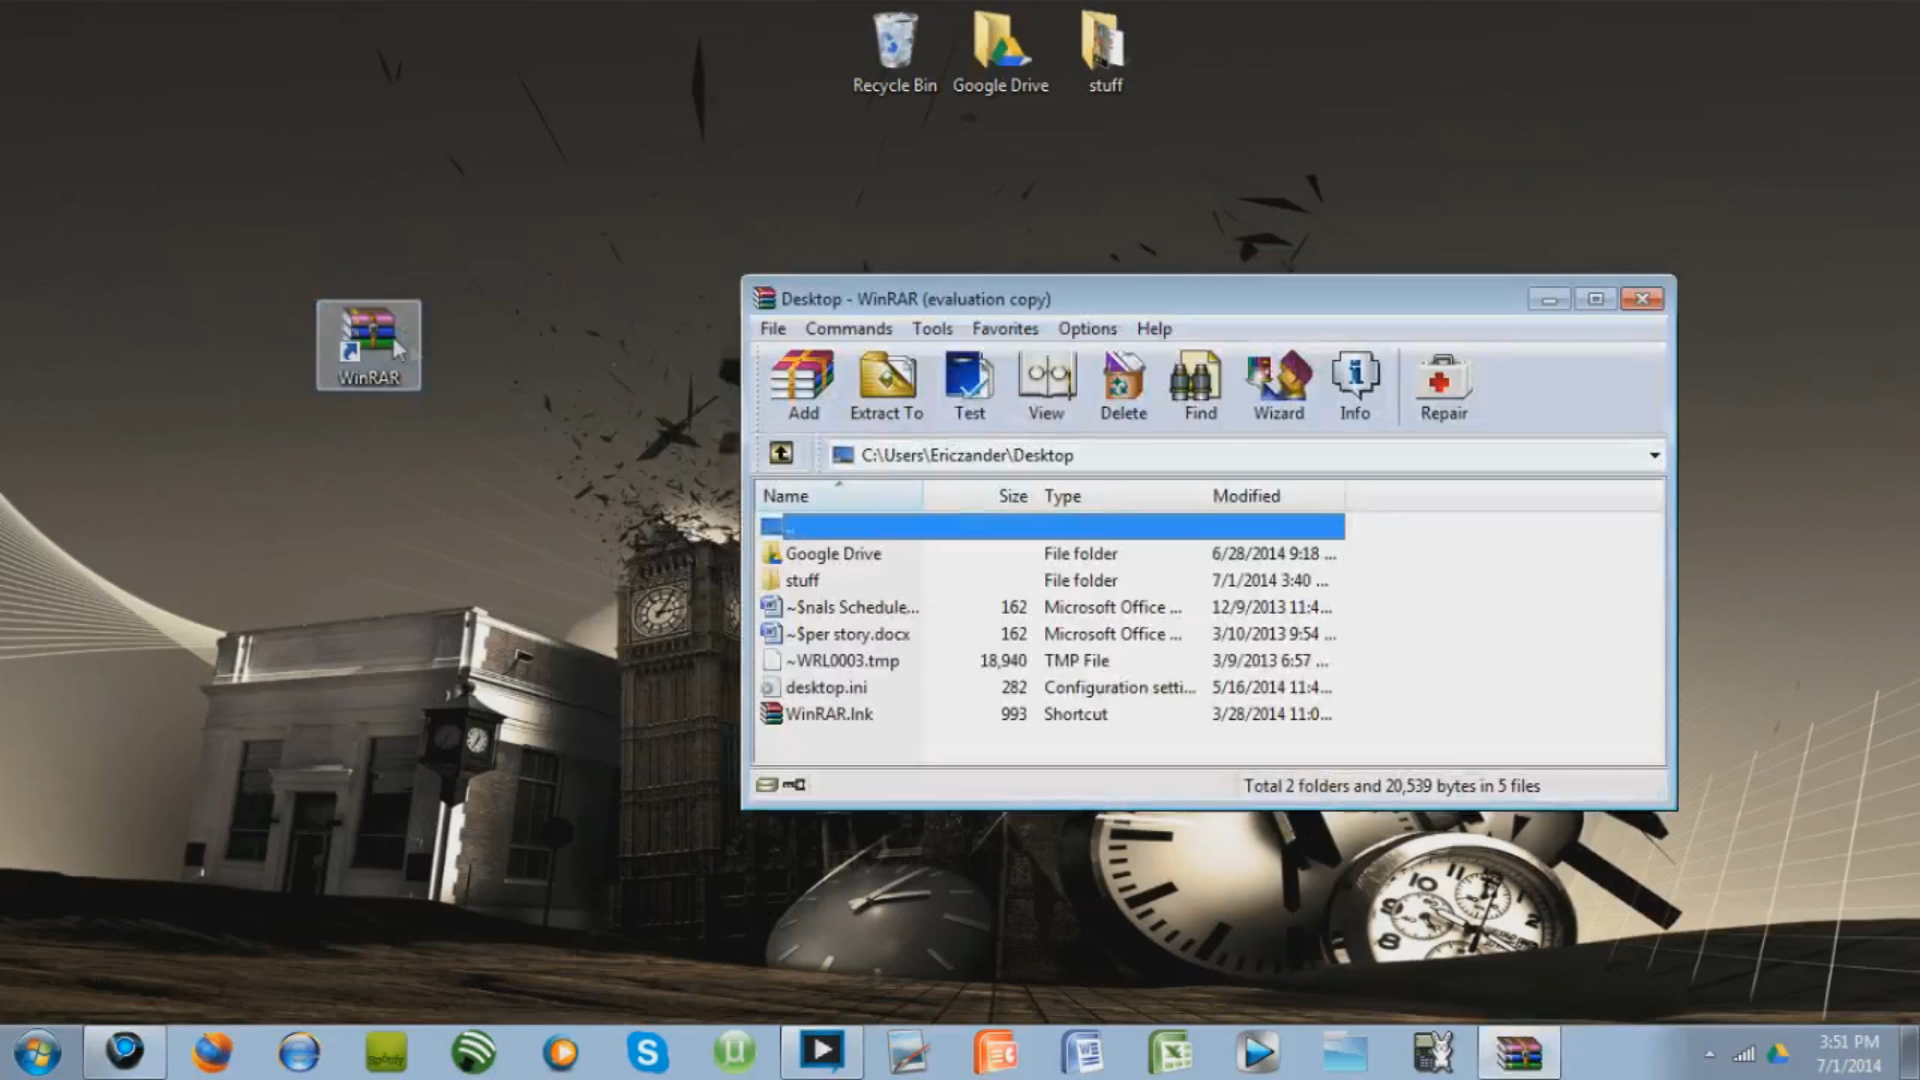 Recycle Bin
Google Drive
stuff
WinRAR
Desktop - WinRAR (evaluation copy)
File Commands Tools Favorites Options Help
Add Extract To Test View Delete Find Wizard Info Repair
C:\Users\Ericzander\Desktop
Name Size Type Modified
..
Google Drive File folder 6/28/2014 9:18 ...
stuff File folder 7/1/2014 3:40 ...
~$nals Schedule... 162 Microsoft Office ... 12/9/2013 11:4...
~$per story.docx 162 Microsoft Office ... 3/10/2013 9:54 ...
~WRL0003.tmp 18,940 TMP File 3/9/2013 6:57 ...
desktop.ini 282 Configuration setti... 5/16/2014 11:4...
WinRAR.lnk 993 Shortcut 3/28/2014 11:0...
Total 2 folders and 20,539 bytes in 5 files
3:51 PM
7/1/2014